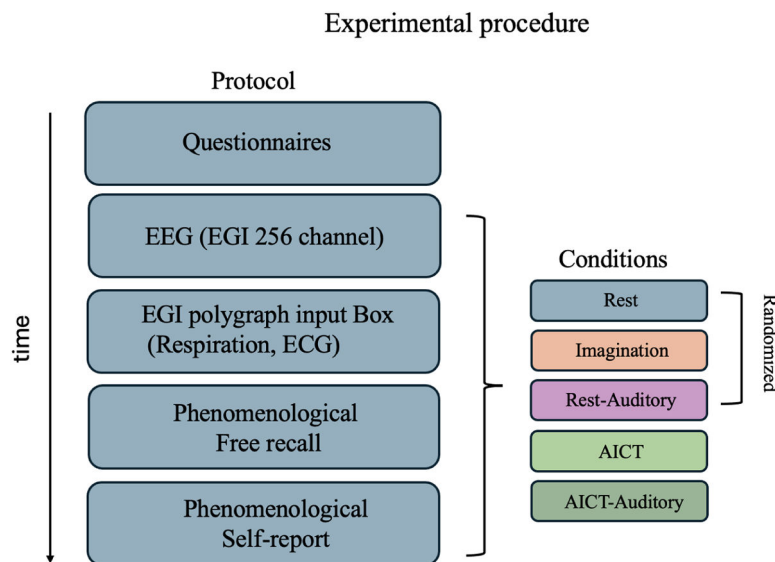 Experimental procedure
Protocol
Questionnaires
EEG (EGI 256 channel)
EGI polygraph input Box
(Respiration, ECG)
Phenomenological
Free recall
Phenomenological
Self-report
time
Conditions
Rest
Imagination
Rest-Auditory
AICT
AICT-Auditory
Randomized